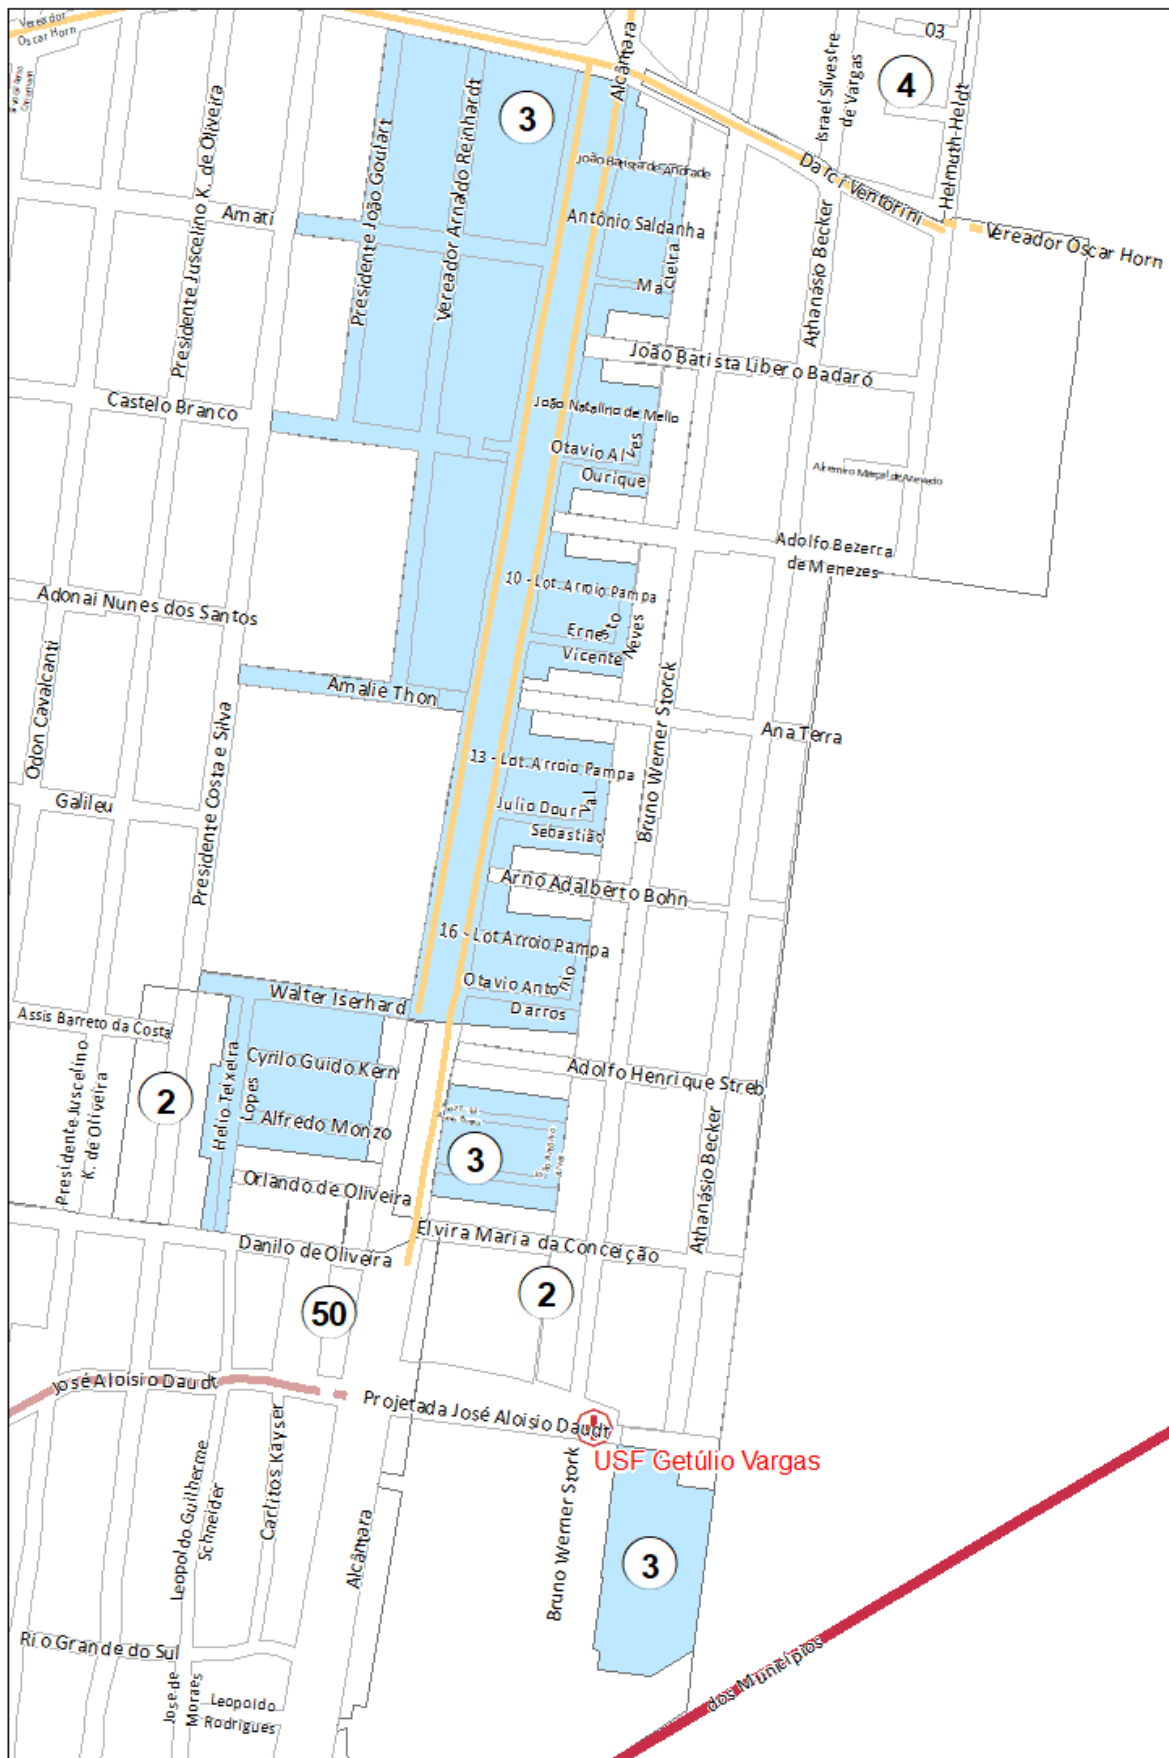 Vereador
Oscar Horn
Alcântara
03
4
Israel Silvestre
de Vargas
Helmuth Heldt
3
Presidente Juscelino K. de Oliveira
Presidente João Goulart
Vereador Arnaldo Reinhardt
João Batista de Andrade
Darci Ventorini
Amati
Antônio Saldanha
Vereador Oscar Horn
Athanásio Becker
Macieira
João Batista Libero Badaró
Castelo Branco
João Natalino de Mello
Otavio Alves
Ourique
Adolfo Bezerra
de Menezes
10 - Lot. Arroio Pampa
Adonai Nunes dos Santos
Ernesto
Vicente Neves
Odon Cavalcanti
Bruno Werner Storck
Amalie Thon
Presidente Costa e Silva
Ana Terra
13 - Lot. Arroio Pampa
Galileu
Julio Dourival
Sebastião
Arno Adalberto Bohn
16 - Lot Arroio Pampa
Walter Iserhard
Otavio Antonio
Darros
Assis Barreto da Costa
Presidente Juscelino
K. de Oliveira
2
Helio Teixeira
Lopes
Cyrilo Guido Kern
Adolfo Henrique Streb
Alfredo Monzo
3
Athanásio Becker
Orlando de Oliveira
Elvira Maria da Conceição
Danilo de Oliveira
2
50
José Aloisio Daudt
Projetada José Aloisio Daudt
USF Getúlio Vargas
Leopoldo Guilherme
Schneider
Carlitos Kayser
Alcântara
Bruno Werner Stork
3
Rio Grande do Sul
Jose de
Moraes
Leopoldo
Rodrigues
dos Municípios